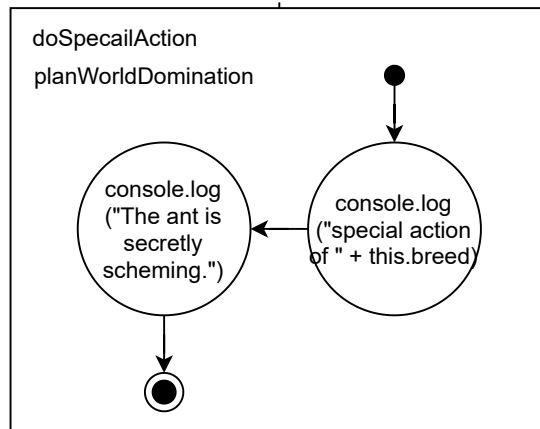 doSpecailAction
planWorldDomination
console.log
("The ant is
secretly
scheming.")
console.log
("special action
of " + this.breed)